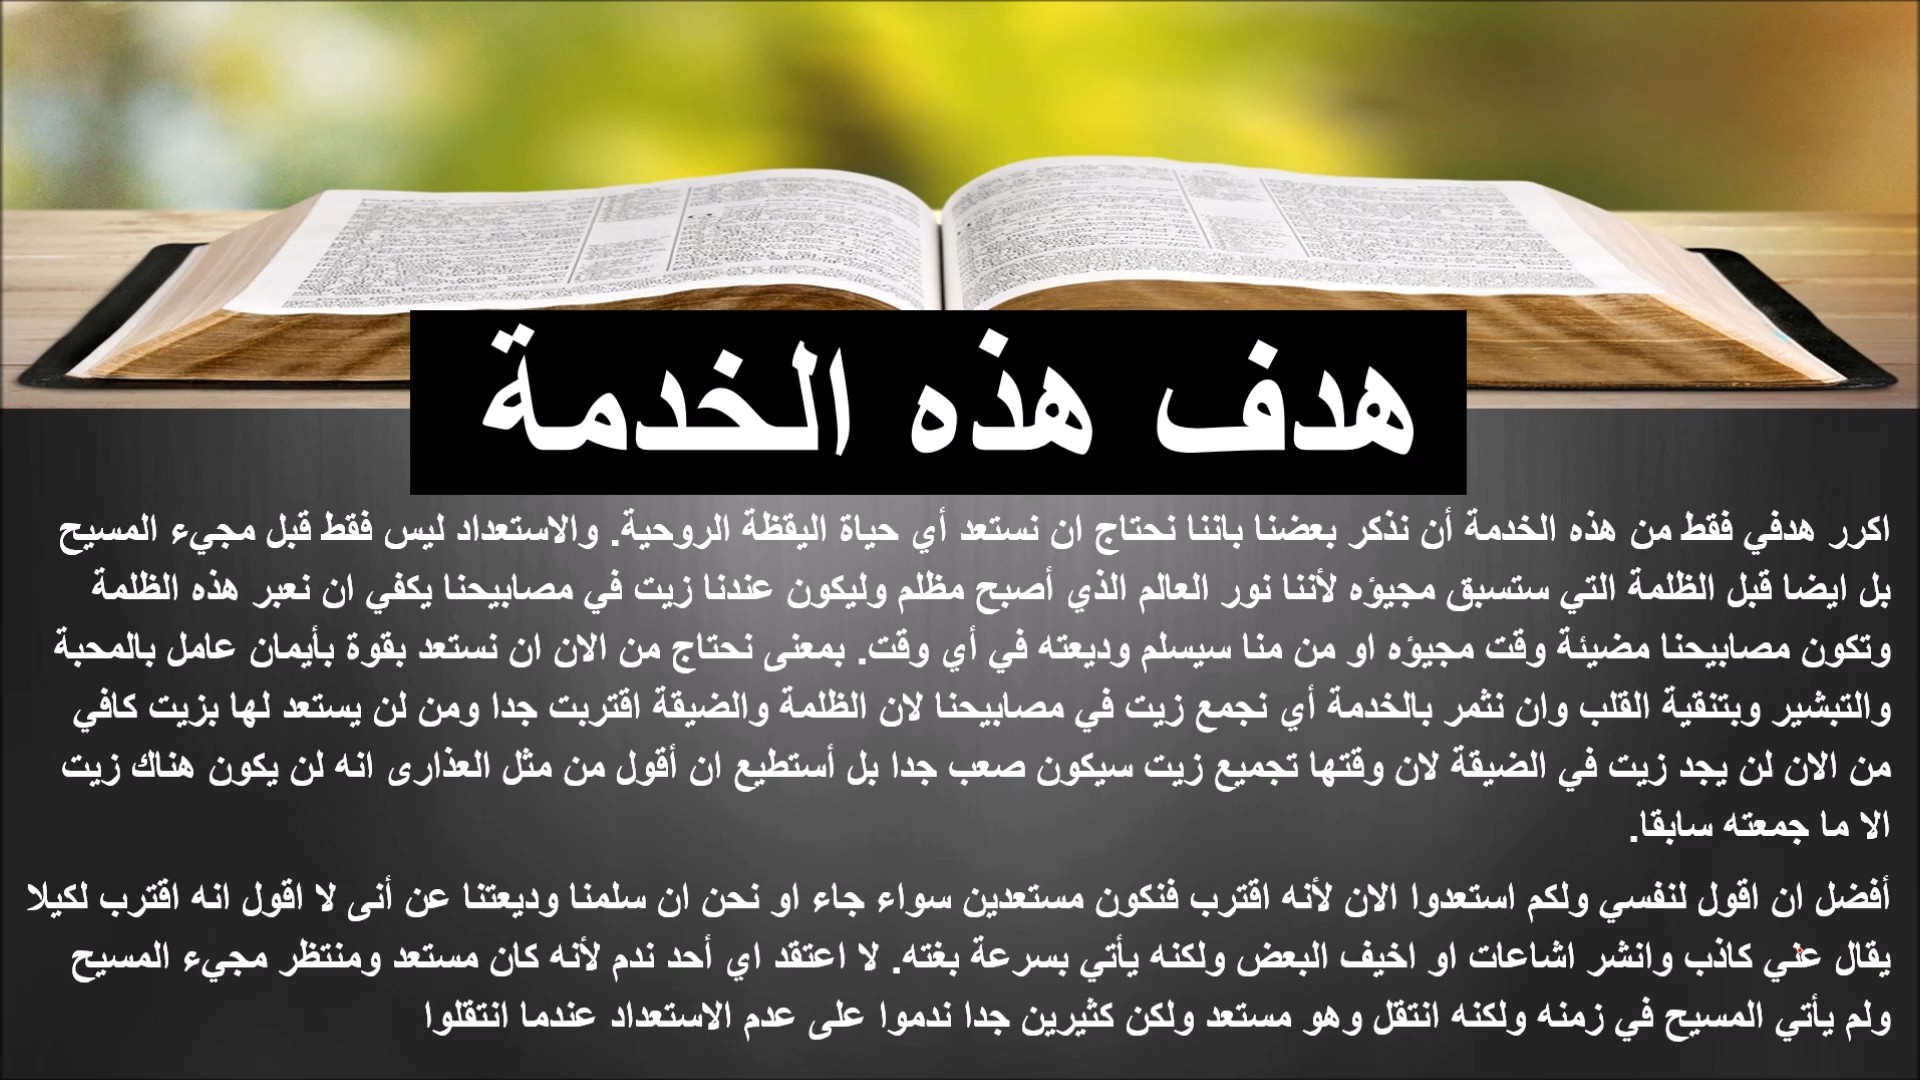 هدف هذه الخدمة
اكرر هدفي فقط من هذه الخدمة أن نذكر بعضنا باننا نحتاج ان نستعد أي حياة اليقظة الروحية. والاستعداد ليس فقط قبل مجيء المسيح
بل ايضا قبل الظلمة التي ستسبق مجيؤه لأننا نور العالم الذي أصبح مظلم وليكون عندنا زيت في مصابيحنا يكفي ان نعبر هذه الظلمة
وتكون مصابيحنا مضيئة وقت مجيؤه او من منا سيسلم وديعته في أي وقت. بمعنى نحتاج من الان ان نستعد بقوة بأيمان عامل بالمحبة
والتبشير وبتنقية القلب وان نثمر بالخدمة أي نجمع زيت في مصابيحنا لان الظلمة والضيقة اقتربت جدا ومن لن يستعد لها بزيت كافي
من الان لن يجد زيت في الضيقة لان وقتها تجميع زيت سيكون صعب جدا بل أستطيع ان أقول من مثل العذارى انه لن يكون هناك زيت
الا ما جمعته سابقا.
أفضل ان اقول لنفسي ولكم استعدوا الان لأنه اقترب فنكون مستعدين سواء جاء او نحن ان سلمنا وديعتنا عن أنى لا اقول انه اقترب لكيلا
يقال عني كاذب وانشر اشاعات او اخيف البعض ولكنه يأتي بسرعة بغته. لا اعتقد اي أحد ندم لأنه كان مستعد ومنتظر مجيء المسيح
ولم يأتي المسيح في زمنه ولكنه انتقل وهو مستعد ولكن كثيرين جدا ندموا على عدم الاستعداد عندما انتقلوا